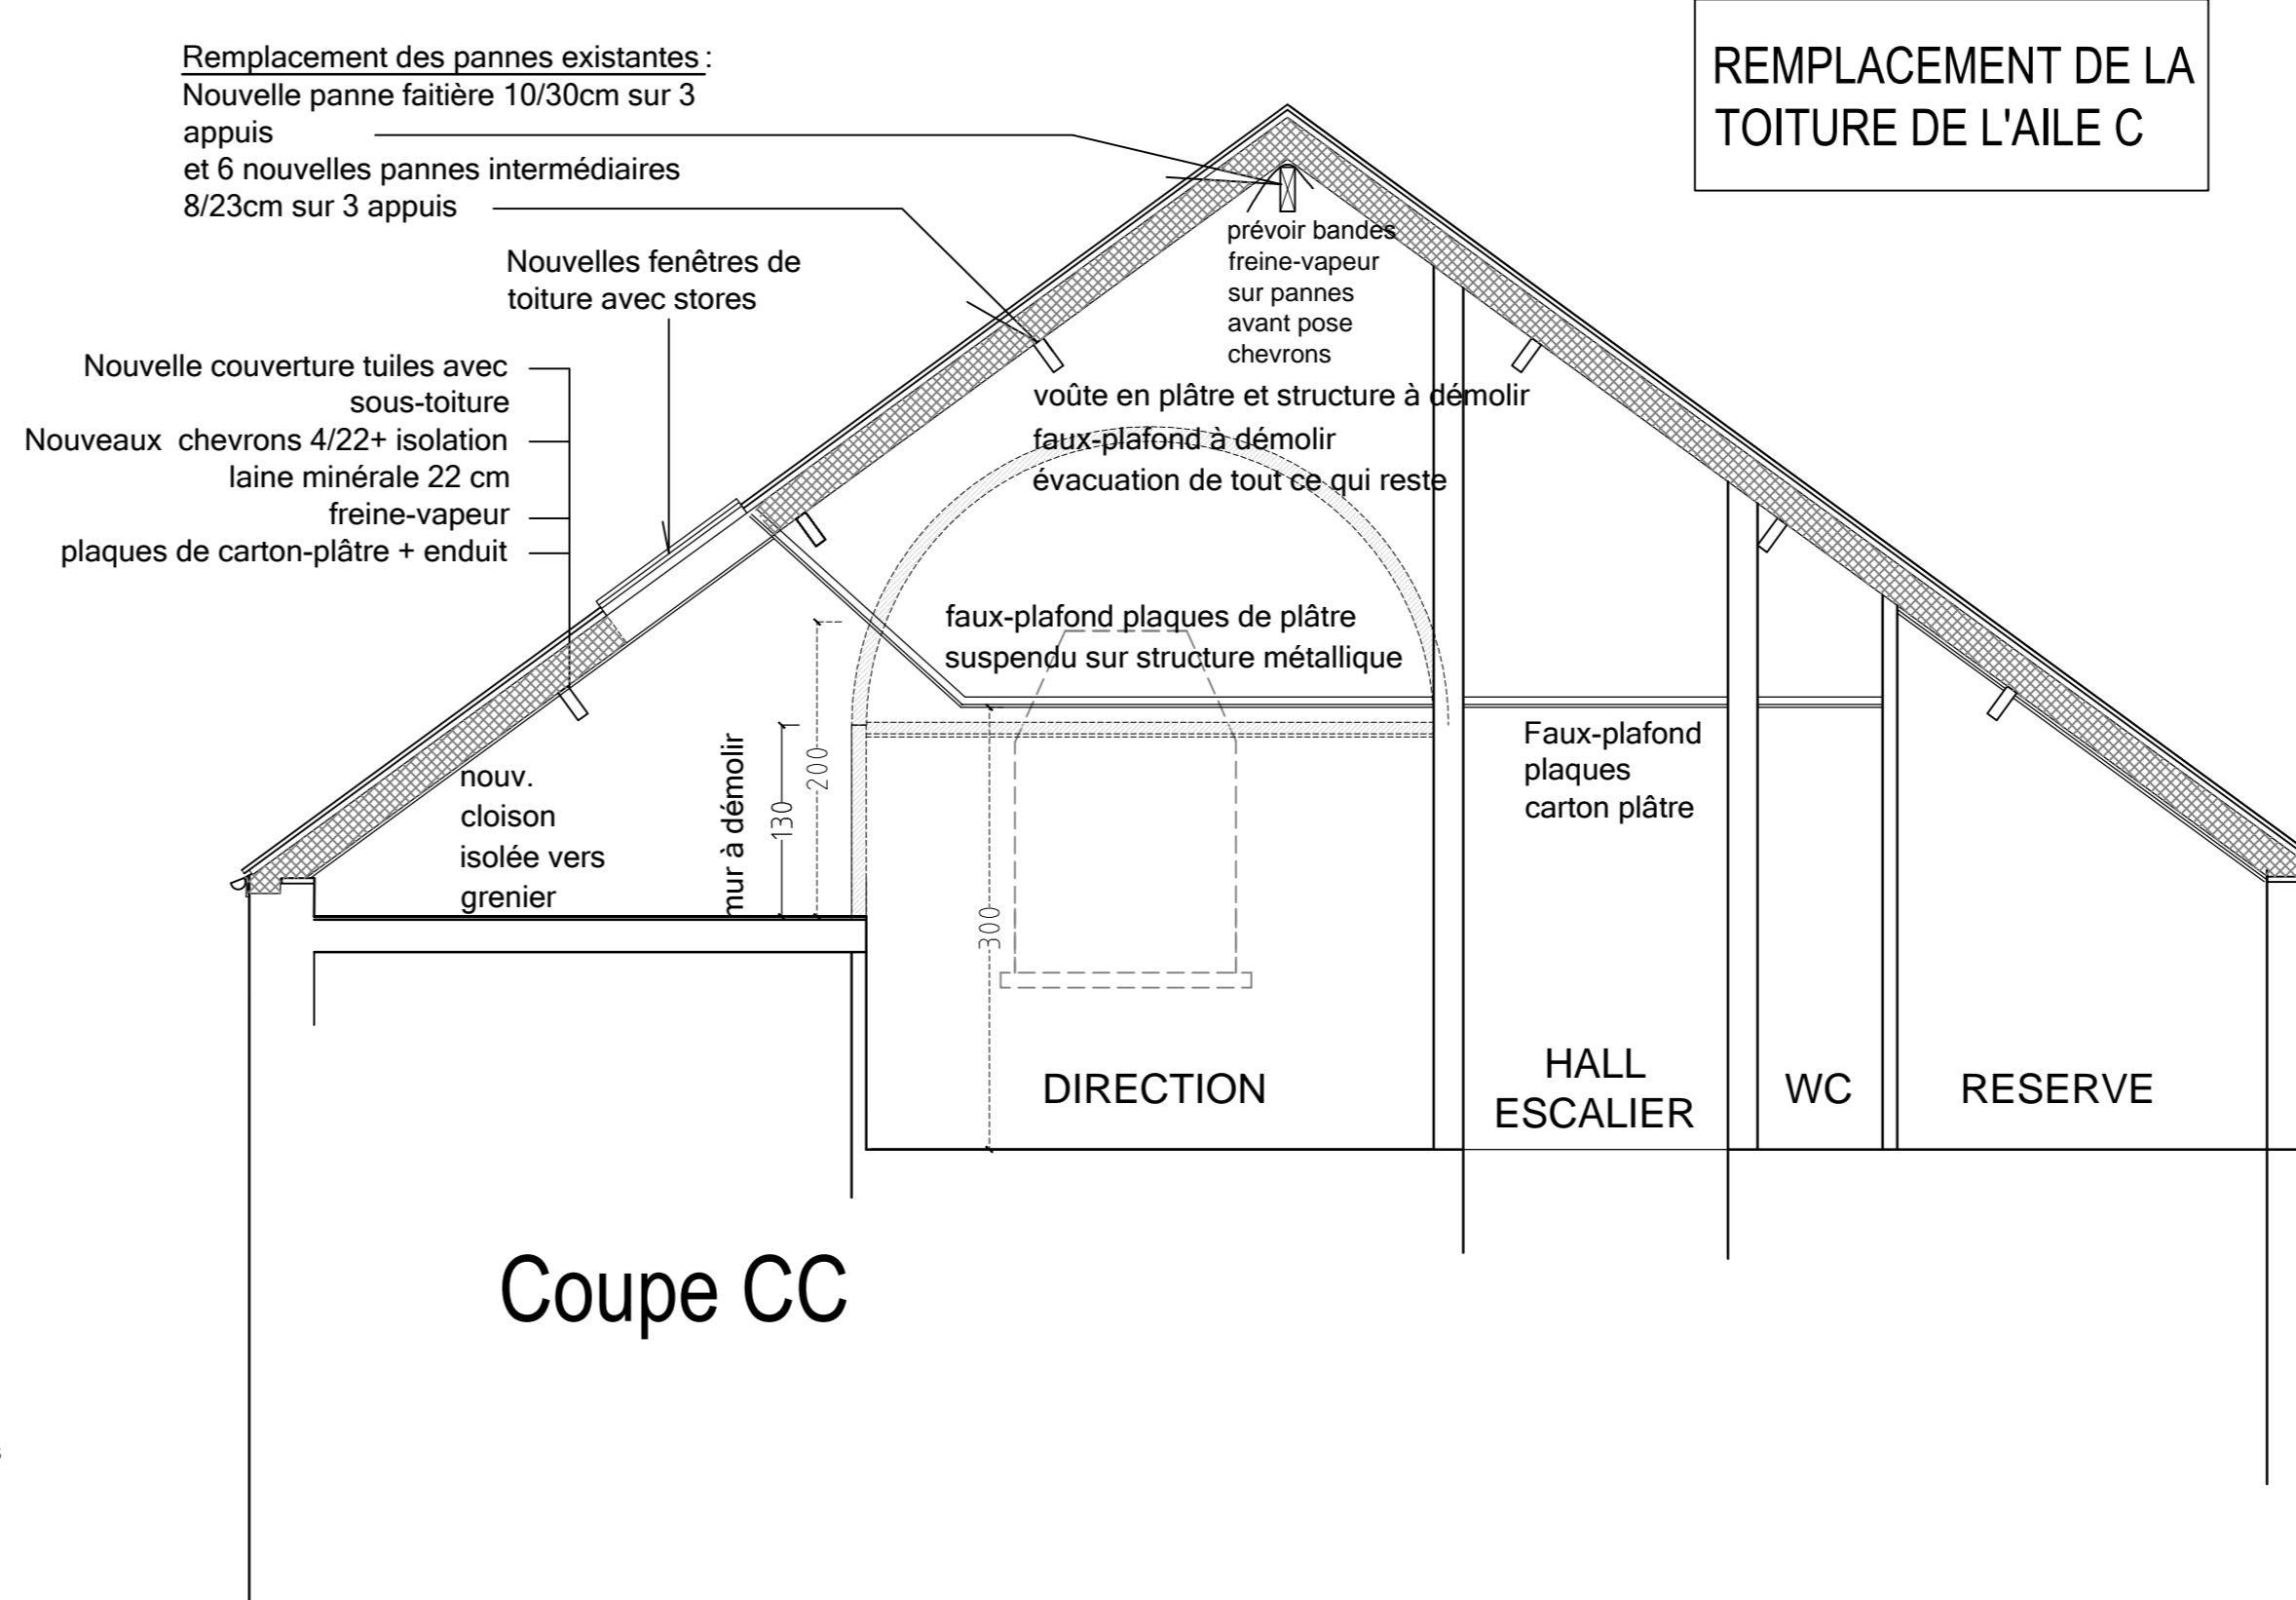 REMPLACEMENT DE LA
TOITURE DE L'AILE C
Remplacement des pannes existantes :
Nouvelle panne faitière 10/30cm sur 3
appuis
et 6 nouvelles pannes intermédiaires
8/23cm sur 3 appuis
Nouvelles fenêtres de
toiture avec stores
Nouvelle couverture tuiles avec
sous-toiture
Nouveaux chevrons 4/22+ isolation
laine minérale 22 cm
freine-vapeur
plaques de carton-plâtre + enduit
prévoir bandes
freine-vapeur
sur pannes
avant pose
chevrons
voûte en plâtre et structure à démolir
faux-plafond à démolir
évacuation de tout ce qui reste
faux-plafond plaques de plâtre
suspendu sur structure métallique
nouv.
cloison
isolée vers
grenier
mur à démolir
130
200
300
Faux-plafond
plaques
carton plâtre
DIRECTION
HALL
ESCALIER
WC
RESERVE
Coupe CC